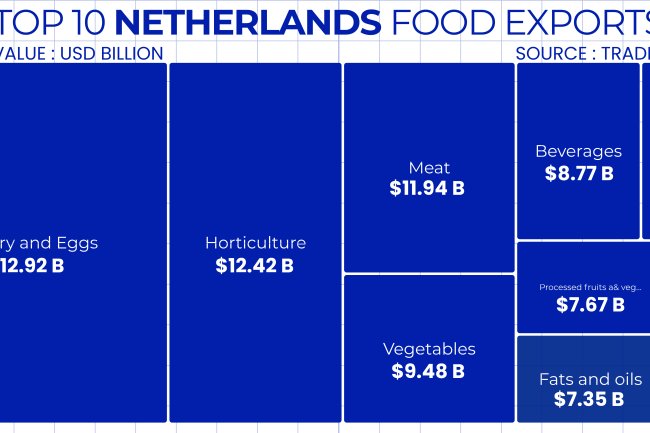 TOP 10 NETHERLANDS FOOD EXPORTS
VALUE : USD BILLION
SOURCE : TRADE
ry and Eggs
12.92 B
Horticulture
$12.42 B
Meat
$11.94 B
Vegetables
$9.48 B
Beverages
$8.77 B
Processed fruits a& veg...
$7.67 B
Fats and oils
$7.35 B